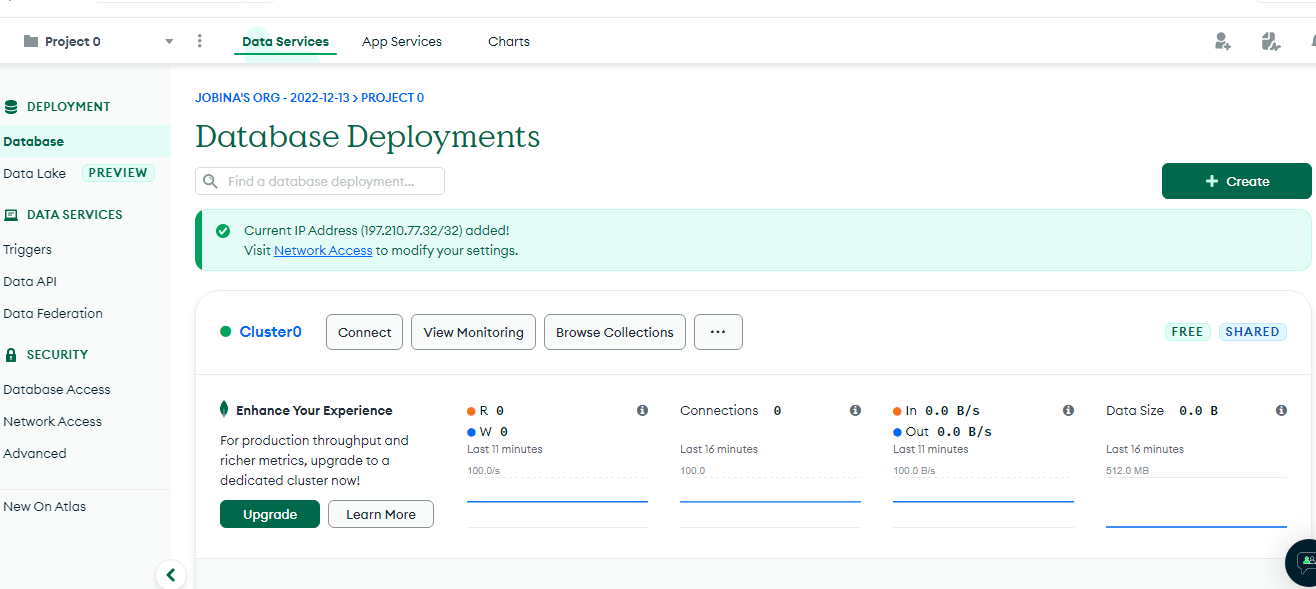 Project 0
Data Services
App Services
Charts
DEPLOYMENT
Database
Data Lake PREVIEW
DATA SERVICES
Triggers
Data API
Data Federation
SECURITY
Database Access
Network Access
Advanced
New On Atlas
JOBINA'S ORG - 2022-12-13 > PROJECT 0
Database Deployments
Find a database deployment...
+ Create
Current IP Address (197.210.77.32/32) added!
Visit Network Access to modify your settings.
Cluster0
Connect
View Monitoring
Browse Collections
...
FREE
SHARED
Enhance Your Experience
For production throughput and
richer metrics, upgrade to a
dedicated cluster now!
Upgrade
Learn More
R 0
W 0
Last 11 minutes
100.0/s
Connections 0
Last 16 minutes
100.0
In 0.0 B/s
Out 0.0 B/s
Last 11 minutes
100.0 B/s
Data Size 0.0 B
Last 16 minutes
512.0 MB